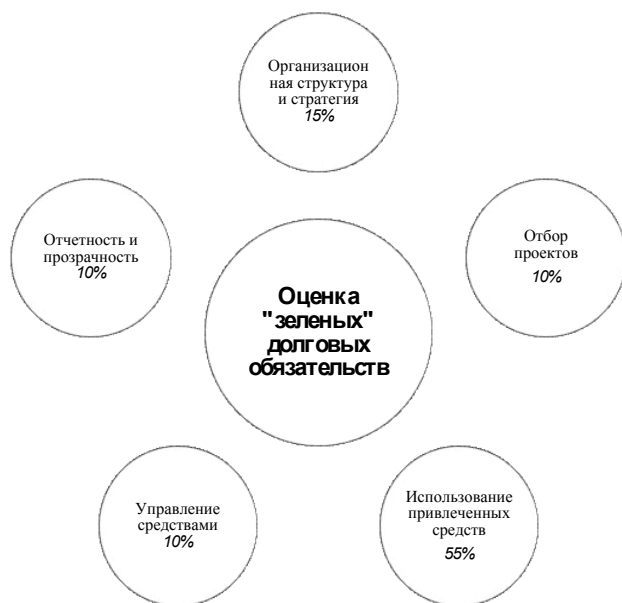 Организацион
ная структура
и стратегия
15%
Отчетность и
прозрачность
10%
Отбор
проектов
10%
Оценка
"зеленых"
долговых
обязательств
Управление
средствами
10%
Использование
привлеченных
средств
55%